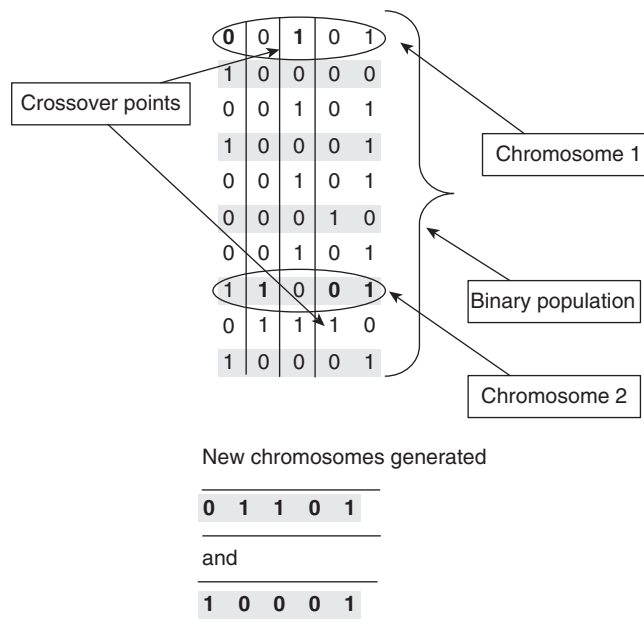 0 0 1 0 1
1 0 0 0 0
Crossover points
0 0 1 0 1
1 0 0 0 1
Chromosome 1
0 0 1 0 1
0 0 0 1 0
0 0 1 0 1
1 1 0 0 1
Binary population
0 1 1 1 0
1 0 0 0 1
Chromosome 2
New chromosomes generated
0 1 1 0 1
and
1 0 0 0 1